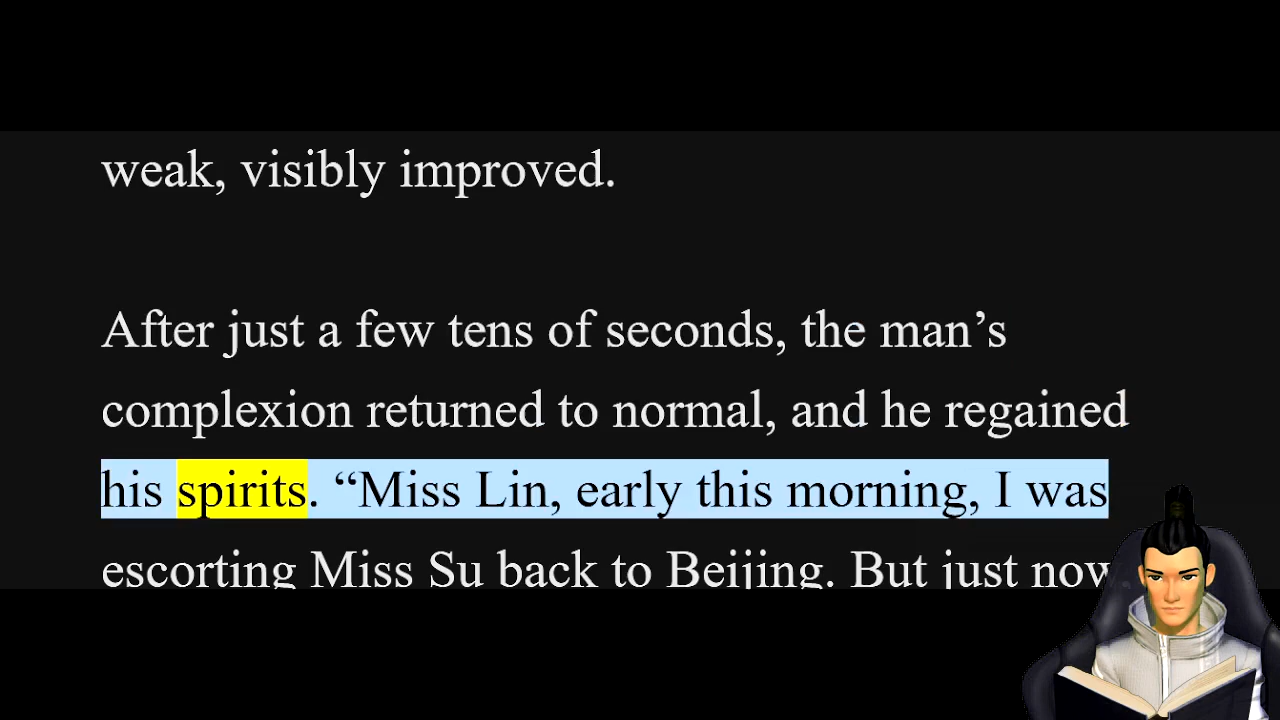 weak, visibly improved.
After just a few tens of seconds, the man’s
complexion returned to normal, and he regained
his spirits. “Miss Lin, early this morning, I was
escorting Miss Su back to Beijing. But just now,